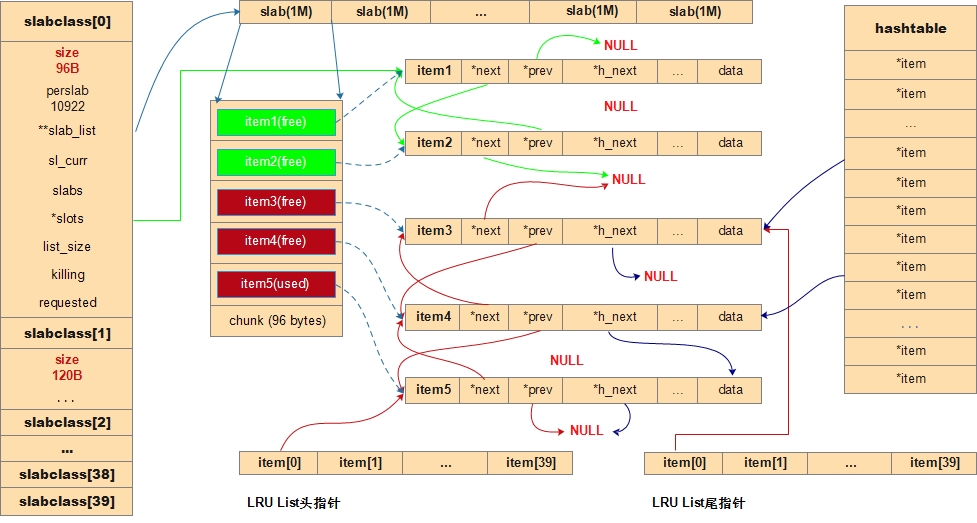 slabclass[0]
size
96B
perslab
10922
**slab_list
sl_curr
slabs
*slots
list_size
killing
requested
slabclass[1]
size
120B
. . .
slabclass[2]
...
slabclass[38]
slabclass[39]
slab(1M) slab(1M) ... slab(1M) slab(1M)
item1(free)
item2(free)
item3(free)
item4(free)
item5(used)
chunk (96 bytes)
NULL
item1 *next *prev *h_next ... data
NULL
item2 *next *prev *h_next ... data
NULL
item3 *next *prev *h_next ... data
NULL
item4 *next *prev *h_next ... data
NULL
item5 *next *prev *h_next ... data
NULL
item[0] item[1] ... item[39]
LRU List头指针
item[0] item[1] ... item[39]
LRU List尾指针
hashtable
*item
*item
...
*item
*item
*item
*item
*item
*item
. . .
*item
*item